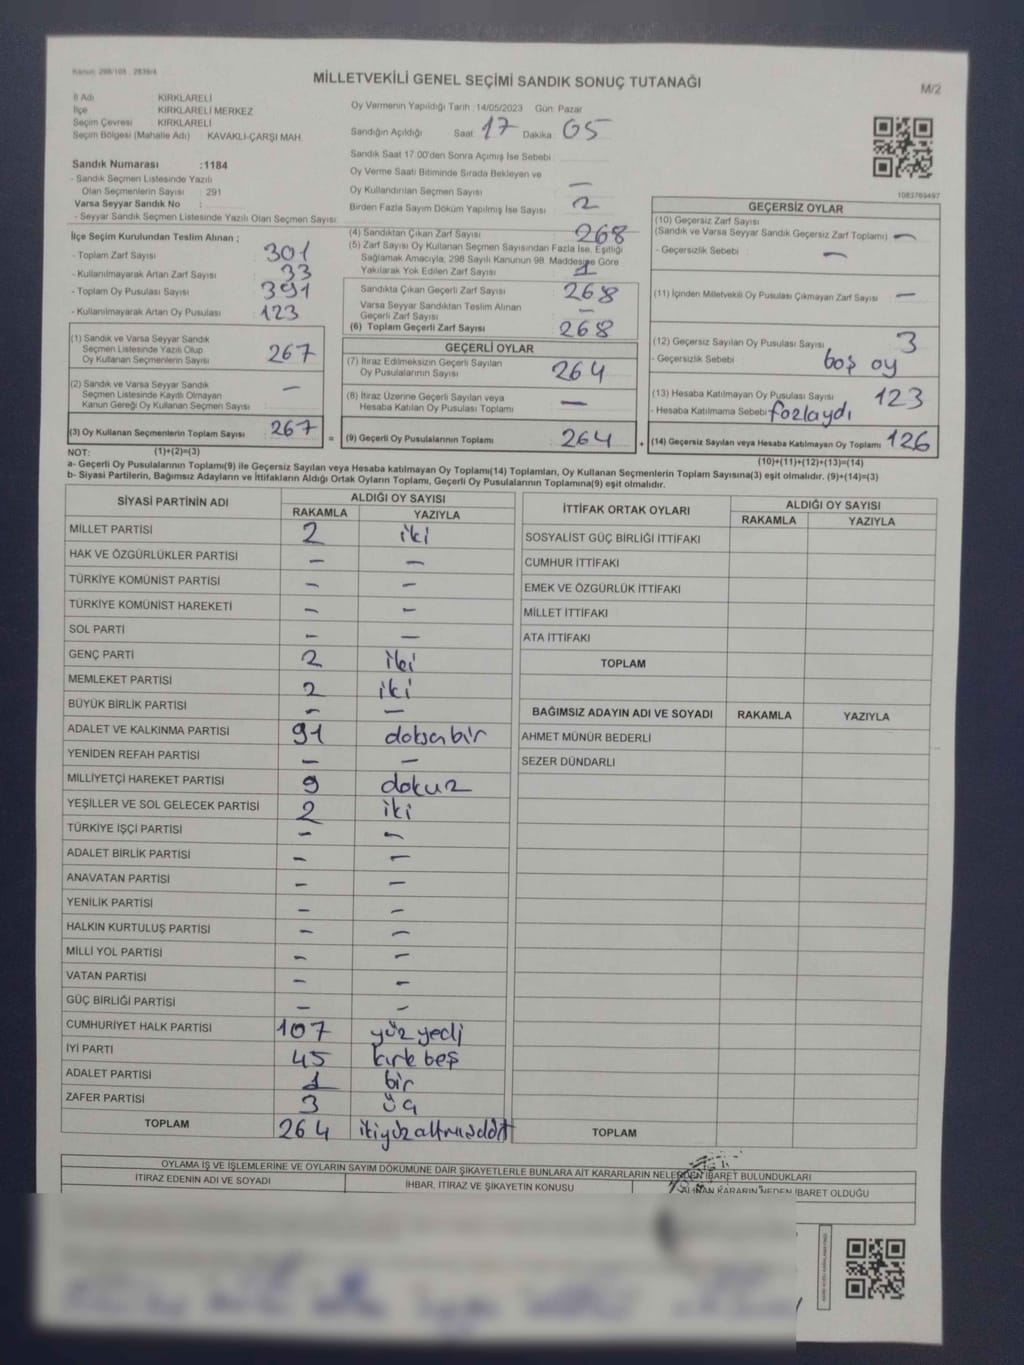 Kanun: 298/105 , 2839/4
MİLLETVEKİLİ GENEL SEÇİMİ SANDIK SONUÇ TUTANAĞI
M/2
İl Adı KIRKLARELİ
İlçe KIRKLARELİ MERKEZ
Seçim Çevresi KIRKLARELİ
Seçim Bölgesi (Mahalle Adı) : KAVAKLI-ÇARŞI MAH.
Oy Vermenin Yapıldığı Tarih : 14/05/2023 Gün: Pazar
Sandığın Açıldığı Saat: 17 Dakika: 05
Sandık Saat 17:00'den Sonra Açımış İse Sebebi :
Oy Verme Saati Bitiminde Sırada Bekleyen ve
Oy Kullandırılan Seçmen Sayısı –
Birden Fazla Sayım Döküm Yapılmış İse Sayısı 2
Sandık Numarası :1184
- Sandık Seçmen Listesinde Yazılı
Olan Seçmenlerin Sayısı : 291
Varsa Seyyar Sandık No :
- Seyyar Sandık Seçmen Listesinde Yazılı Olan Seçmen Sayısı:
1083769497
İlçe Seçim Kurulundan Teslim Alınan ;
- Toplam Zarf Sayısı : 301
- Kullanılmayarak Artan Zarf Sayısı : 33
- Toplam Oy Pusulası Sayısı : 391
- Kullanılmayarak Artan Oy Pusulası : 123
(4) Sandıktan Çıkan Zarf Sayısı : 268
(5) Zarf Sayısı Oy Kullanan Seçmen Sayısından Fazla İse, Eşitliği
Sağlamak Amacıyla, 298 Sayılı Kanunun 98. Maddesine Göre
Yakılarak Yok Edilen Zarf Sayısı : 1
Sandıkta Çıkan Geçerli Zarf Sayısı : 268
Varsa Seyyar Sandıktan Teslim Alınan
Geçerli Zarf Sayısı : –
(6) Toplam Geçerli Zarf Sayısı : 268
GEÇERSİZ OYLAR
(10) Geçersiz Zarf Sayısı
(Sandık ve Varsa Seyyar Sandık Geçersiz Zarf Toplamı) : –
- Geçersizlik Sebebi : –
(11) İçinden Milletvekili Oy Pusulası Çıkmayan Zarf Sayısı : –
(12) Geçersiz Sayılan Oy Pusulası Sayısı : 3
- Geçersizlik Sebebi : boş oy
(13) Hesaba Katılmayan Oy Pusulası Sayısı : 123
- Hesaba Katılmama Sebebi : fazlaydı
(14) Geçersiz Sayılan veya Hesaba Katılmayan Oy Toplamı : 126
(10)+(11)+(12)+(13)=(14)
(1) Sandık ve Varsa Seyyar Sandık
Seçmen Listesinde Yazılı Olup
Oy Kullanan Seçmenlerin Sayısı : 267
(2) Sandık ve Varsa Seyyar Sandık
Seçmen Listesinde Kayıtlı Olmayan
Kanun Gereği Oy Kullanan Seçmen Sayısı : –
(3) Oy Kullanan Seçmenlerin Toplam Sayısı : 267
GEÇERLİ OYLAR
(7) İtiraz Edilmeksizin Geçerli Sayılan
Oy Pusulalarının Sayısı : 264
(8) İtiraz Üzerine Geçerli Sayılan veya
Hesaba Katılan Oy Pusulası Toplamı : –
= (9) Geçerli Oy Pusulalarının Toplamı : 264 +
NOT: (1)+(2)=(3)
a- Geçerli Oy Pusulalarının Toplamı(9) ile Geçersiz Sayılan veya Hesaba katılmayan Oy Toplamı(14) Toplamları, Oy Kullanan Seçmenlerin Toplam Sayısına(3) eşit olmalıdır. (9)+(14)=(3)
b- Siyasi Partilerin, Bağımsız Adayların ve İttifakların Aldığı Ortak Oyların Toplamı, Geçerli Oy Pusulalarının Toplamına(9) eşit olmalıdır.
SİYASİ PARTİNİN ADI ALDIĞI OY SAYISI
RAKAMLA YAZIYLA
MİLLET PARTİSİ 2 iki
HAK VE ÖZGÜRLÜKLER PARTİSİ – –
TÜRKİYE KOMÜNİST PARTİSİ – –
TÜRKİYE KOMÜNİST HAREKETİ – –
SOL PARTİ – –
GENÇ PARTİ 2 iki
MEMLEKET PARTİSİ 2 iki
BÜYÜK BİRLİK PARTİSİ – –
ADALET VE KALKINMA PARTİSİ 91 doksabir
YENİDEN REFAH PARTİSİ – –
MİLLİYETÇİ HAREKET PARTİSİ 9 dokuz
YEŞİLLER VE SOL GELECEK PARTİSİ 2 iki
TÜRKİYE İŞÇİ PARTİSİ – –
ADALET BİRLİK PARTİSİ – –
ANAVATAN PARTİSİ – –
YENİLİK PARTİSİ – –
HALKIN KURTULUŞ PARTİSİ – –
MİLLİ YOL PARTİSİ – –
VATAN PARTİSİ – –
GÜÇ BİRLİĞİ PARTİSİ – –
CUMHURİYET HALK PARTİSİ 107 yüzyedi
İYİ PARTİ 45 kırkbeş
ADALET PARTİSİ 1 bir
ZAFER PARTİSİ 3 üç
TOPLAM 264 ikiyüzaltmışdört
İTTİFAK ORTAK OYLARI ALDIĞI OY SAYISI
RAKAMLA YAZIYLA
SOSYALİST GÜÇ BİRLİĞİ İTTİFAKI
CUMHUR İTTİFAKI
EMEK VE ÖZGÜRLÜK İTTİFAKI
MİLLET İTTİFAKI
ATA İTTİFAKI
TOPLAM
BAĞIMSIZ ADAYIN ADI VE SOYADI RAKAMLA YAZIYLA
AHMET MÜNÜR BEDERLİ
SEZER DÜNDARLI
TOPLAM
OYLAMA İŞ VE İŞLEMLERİNE VE OYLARIN SAYIM DÖKÜMÜNE DAİR ŞİKAYETLERLE BUNLARA AİT KARARLARIN NELERDEN İBARET BULUNDUKLARI
İTİRAZ EDENİN ADI VE SOYADI İHBAR, İTİRAZ VE ŞİKAYETİN KONUSU ALINAN KARARIN NEDEN İBARET OLDUĞU